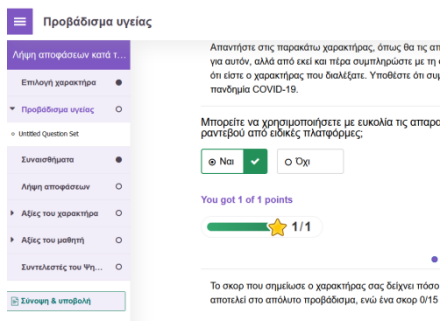 Προβάδισμα υγείας
Λήψη αποφάσεων κατά τ...
Επιλογή χαρακτήρα
Προβάδισμα υγείας
Untitled Question Set
Συναισθήματα
Λήψη αποφάσεων
Αξίες του χαρακτήρα
Αξίες του μαθητή
Συντελεστές του Ψη...
Σύνοψη & υποβολή
Απαντήστε στις παρακάτω χαρακτήρας, όπως θα τις απ
για αυτόν, αλλά από εκεί και πέρα συμπληρώστε με τη
ότι είστε ο χαρακτήρας που διαλέξατε. Υποθέστε ότι συμ
πανδημία COVID-19.
Μπορείτε να χρησιμοποιήσετε με ευκολία τις απαρα
ραντεβού από ειδικές πλατφόρμες;
Ναι
Όχι
You got 1 of 1 points
1/1
Το σκορ που σημείωσε ο χαρακτήρας σας δείχνει πόσο
αποτελεί στο απόλυτο προβάδισμα, ενώ ένα σκορ 0/15